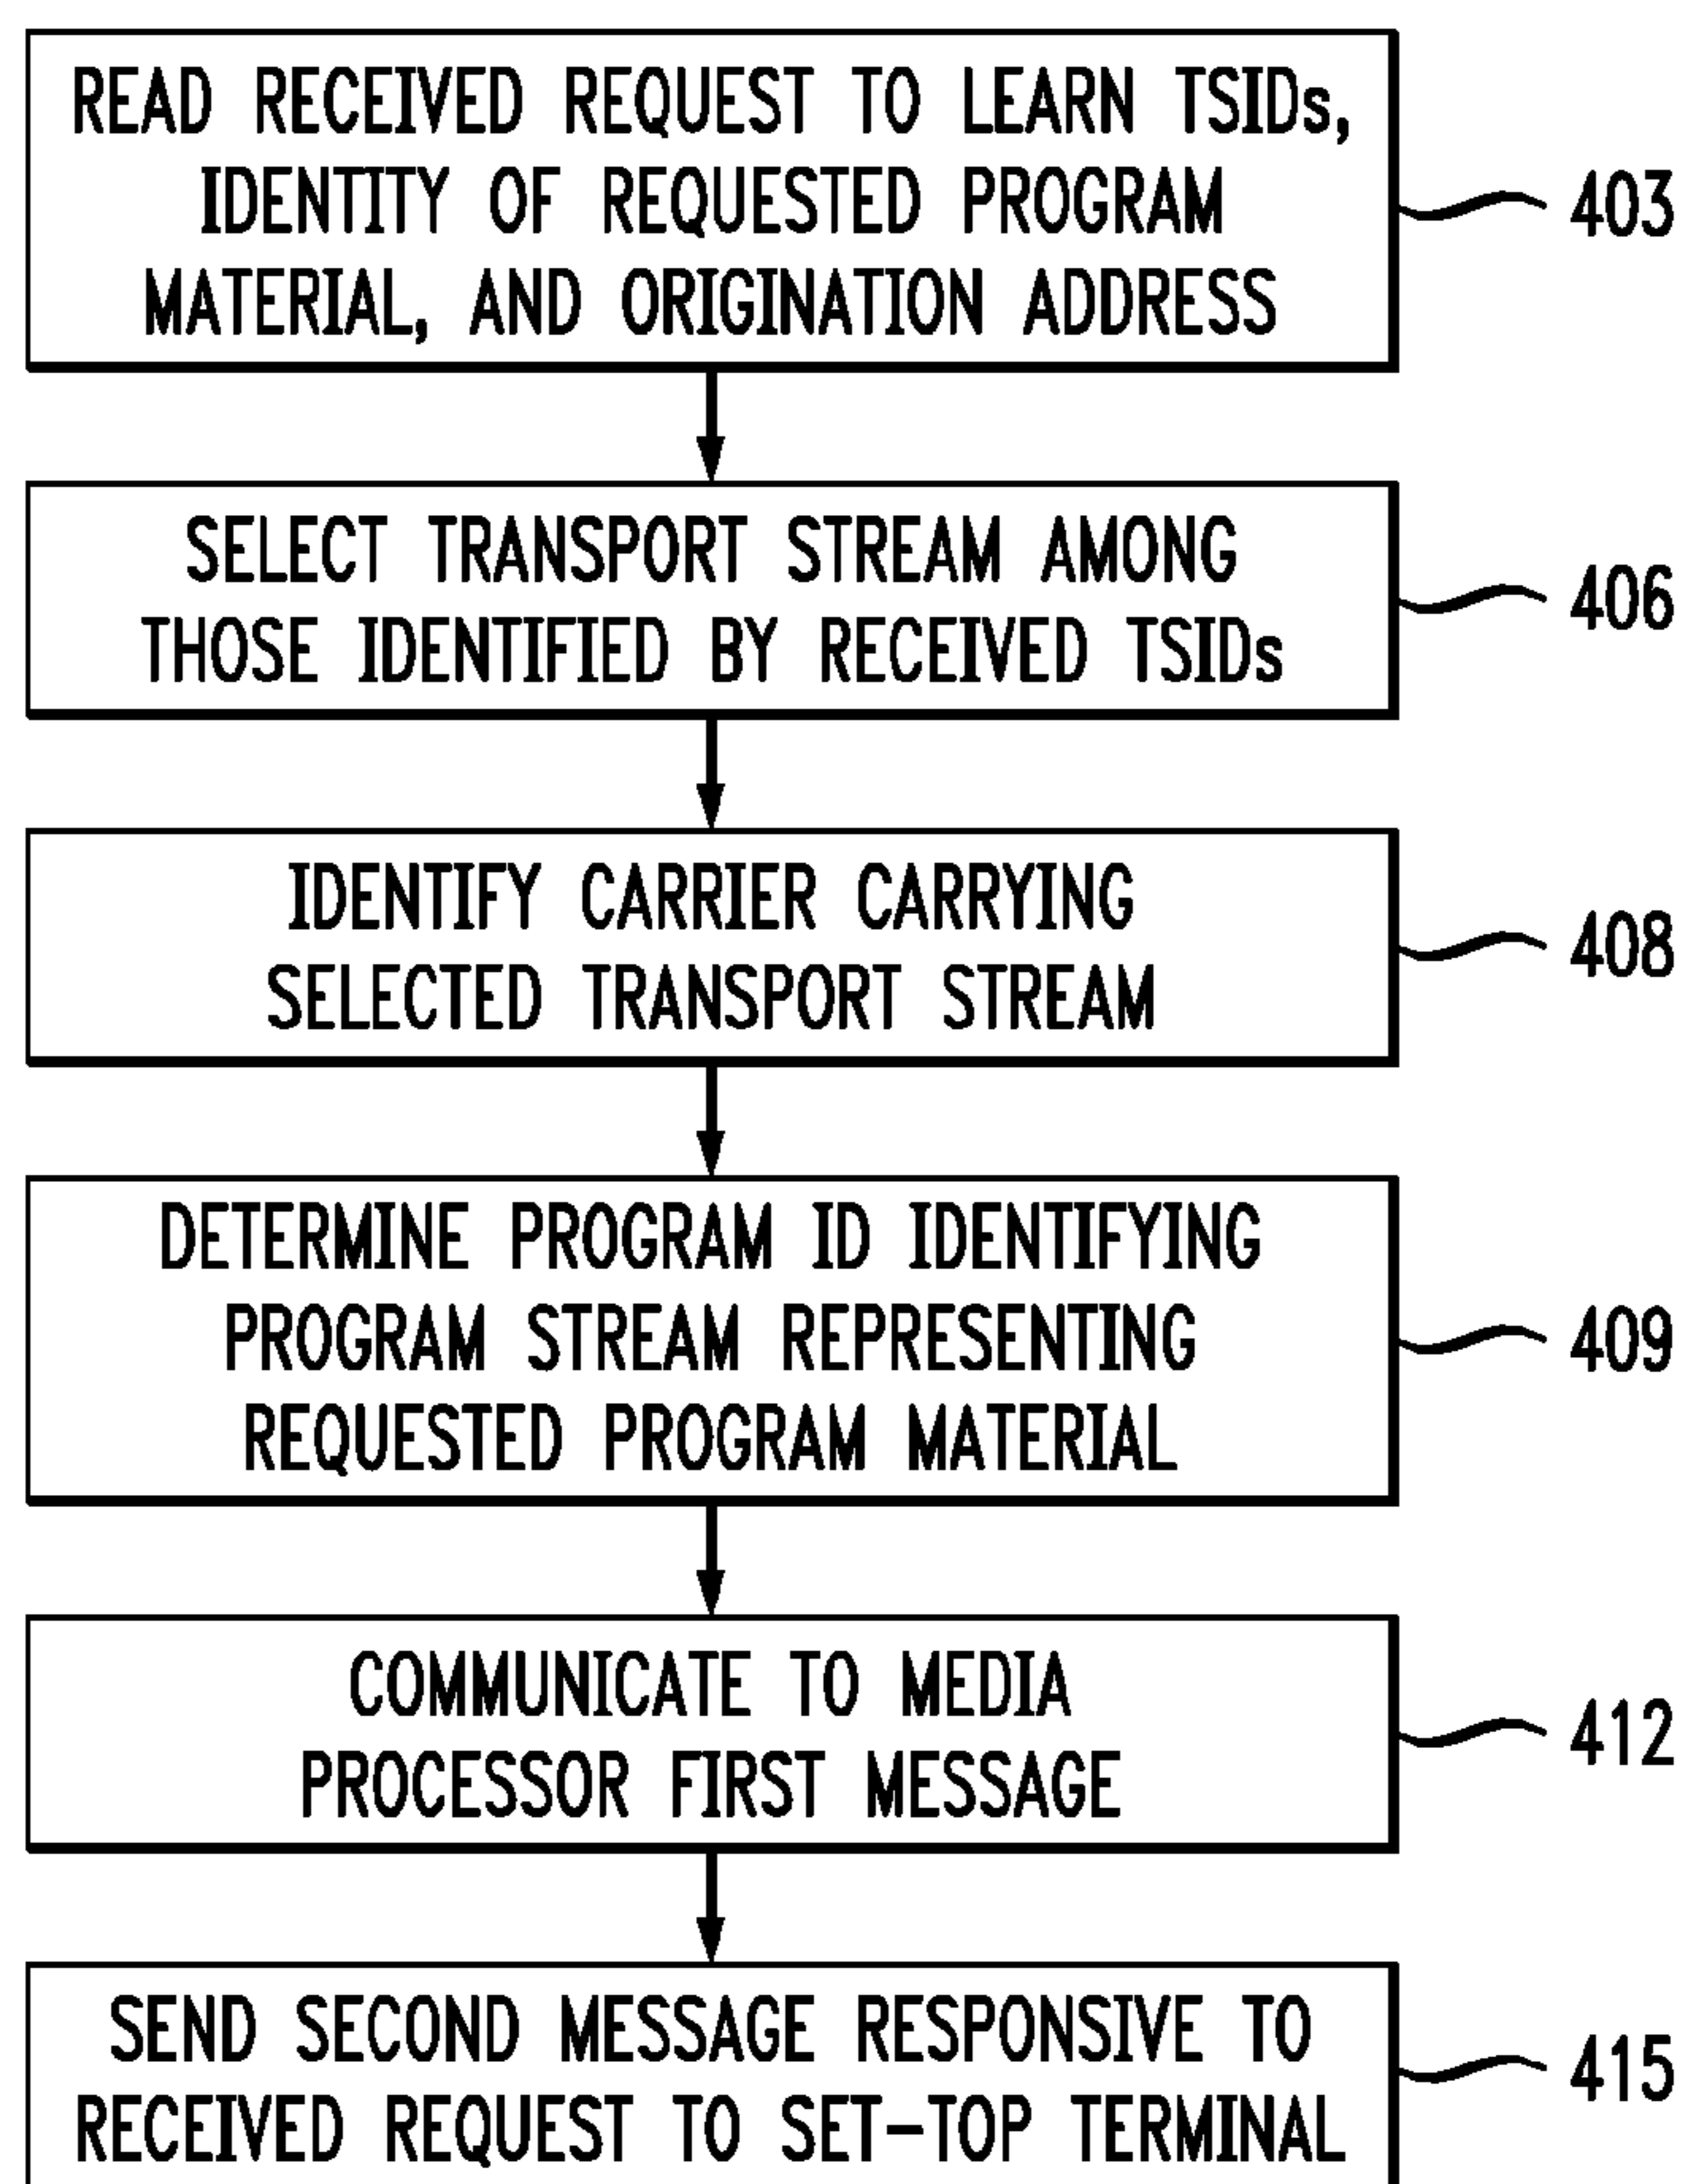 READ RECEIVED REQUEST TO LEARN TSIDs,
IDENTITY OF REQUESTED PROGRAM
MATERIAL, AND ORIGINATION ADDRESS
403
SELECT TRANSPORT STREAM AMONG
THOSE IDENTIFIED BY RECEIVED TSIDs
406
IDENTIFY CARRIER CARRYING
SELECTED TRANSPORT STREAM
408
DETERMINE PROGRAM ID IDENTIFYING
PROGRAM STREAM REPRESENTING
REQUESTED PROGRAM MATERIAL
409
COMMUNICATE TO MEDIA
PROCESSOR FIRST MESSAGE
412
SEND SECOND MESSAGE RESPONSIVE TO
RECEIVED REQUEST TO SET-TOP TERMINAL
415